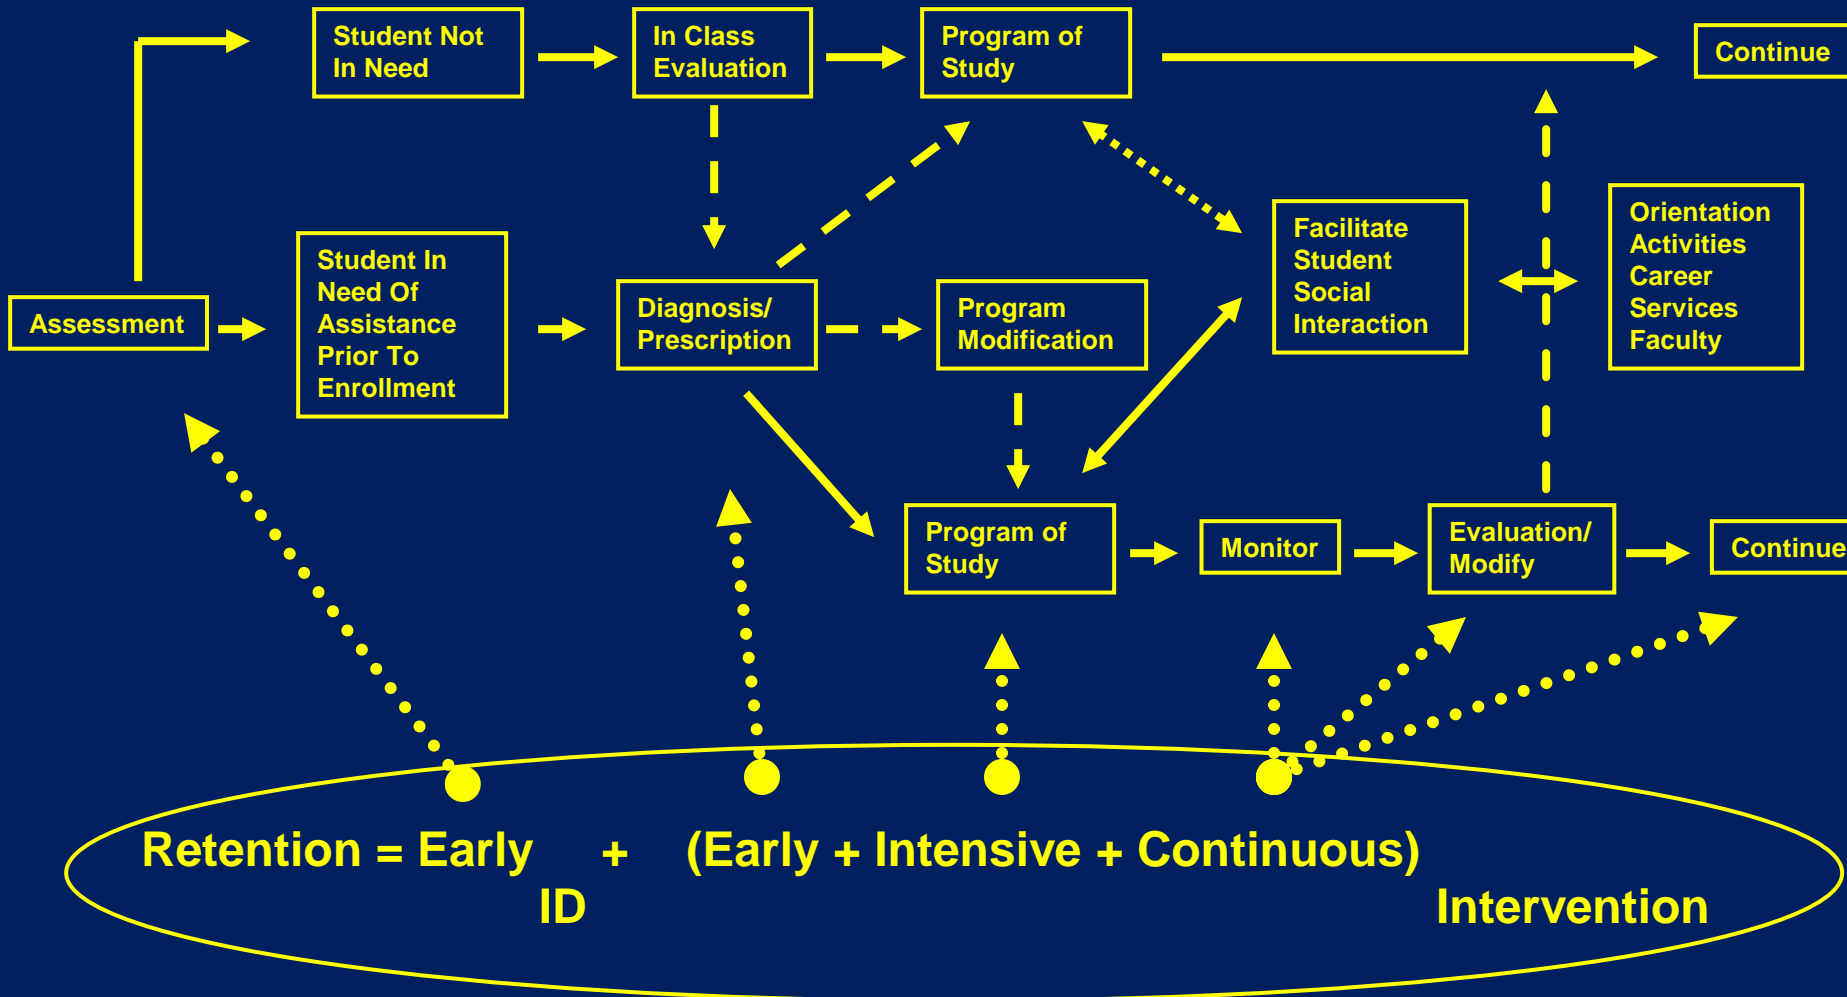 Student Not
In Need
In Class
Evaluation
Program of
Study
Continue
Assessment
Student In
Need Of
Assistance
Prior To
Enrollment
Diagnosis/
Prescription
Program
Modification
Facilitate
Student
Social
Interaction
Orientation
Activities
Career
Services
Faculty
Program of
Study
Monitor
Evaluation/
Modify
Continue
Retention = Early + (Early + Intensive + Continuous)
ID Intervention